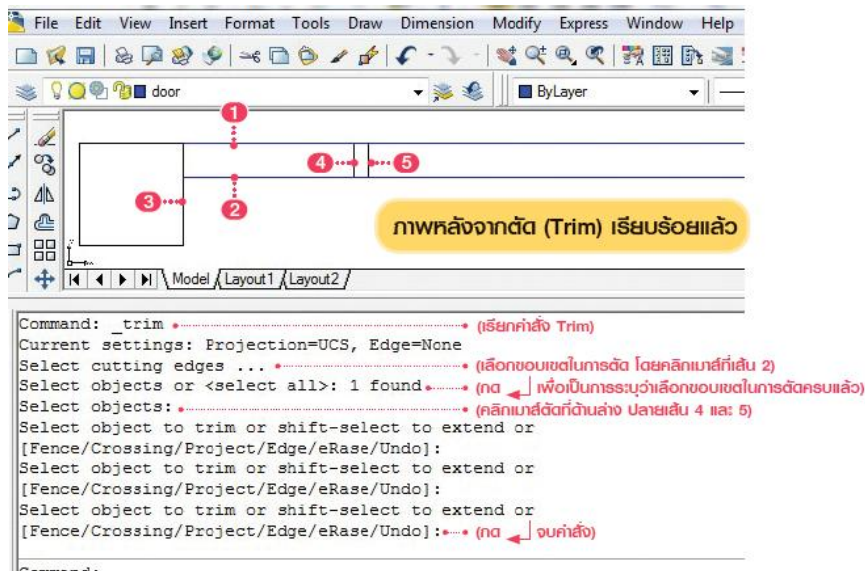 File Edit View Insert Format Tools Draw Dimension Modify Express Window Help
door
ByLayer
1
4
5
3
2
ภาพหลังจากตัด (Trim) เรียบร้อยแล้ว
Model Layout1 Layout2
Command: _trim (เรียกคำสั่ง Trim)
Current settings: Projection=UCS, Edge=None
Select cutting edges ... (เลือกขอบเขตในการตัด โดยคลิกเมาส์ที่เส้น 2)
Select objects or <select all>: 1 found (กด เพื่อเป็นการระบุว่าเลือกขอบเขตในการตัดครบแล้ว)
Select objects: (คลิกเมาส์ตัดที่ด้านล่าง ปลายเส้น 4 และ 5)
Select object to trim or shift-select to extend or
[Fence/Crossing/Project/Edge/eRase/Undo]:
Select object to trim or shift-select to extend or
[Fence/Crossing/Project/Edge/eRase/Undo]:
Select object to trim or shift-select to extend or
[Fence/Crossing/Project/Edge/eRase/Undo]: (กด จบคำสั่ง)
Command: